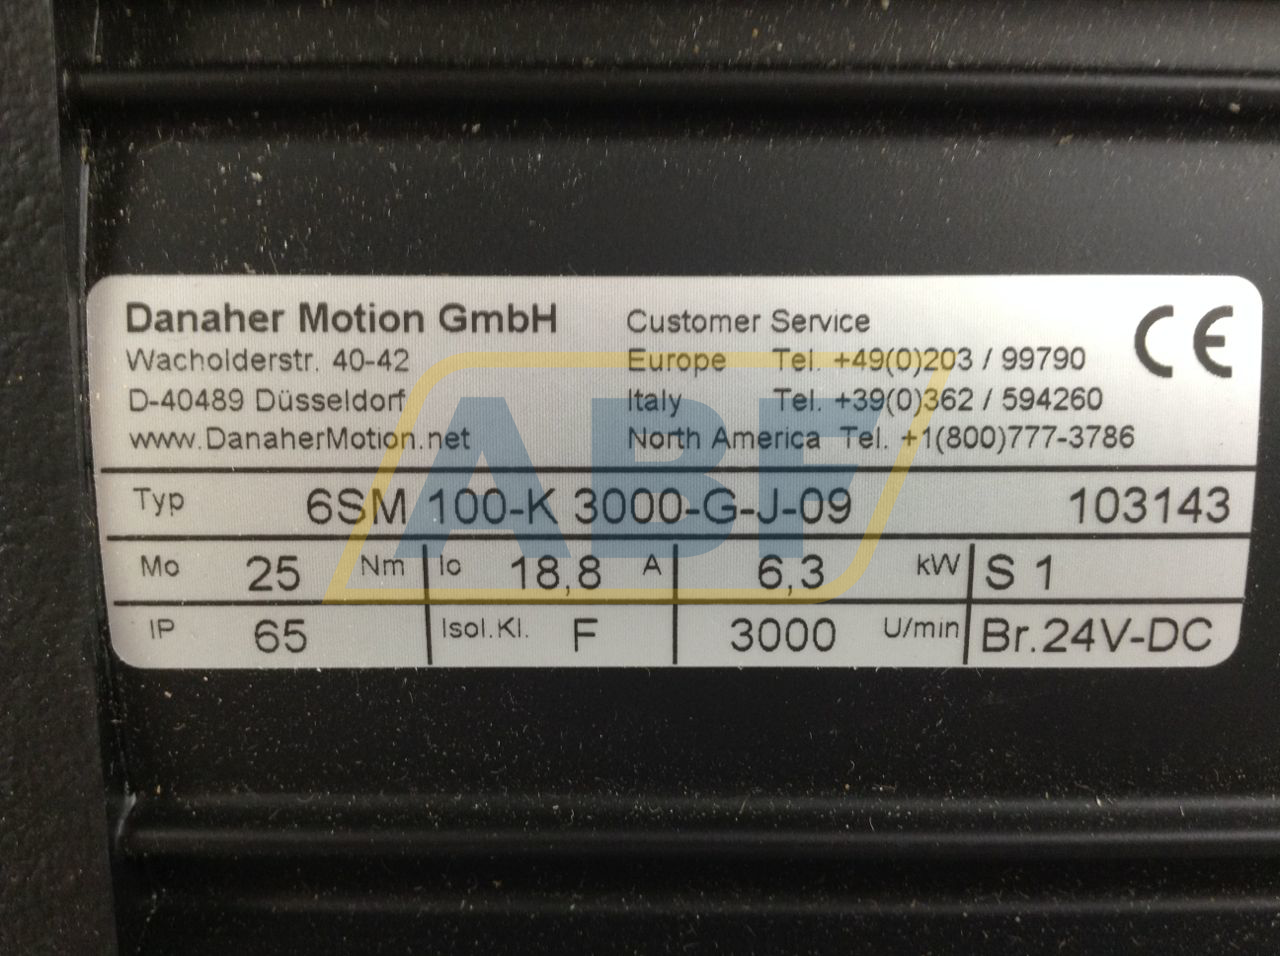 Danaher Motion GmbH
Wacholderstr. 40-42
D-40489 Düsseldorf
www.DanaherMotion.net
Customer Service
Europe Tel. +49(0)203 / 99790
Italy Tel. +39(0)362 / 594260
North America Tel. +1(800)777-3786
CE
Typ 6SM 100-K 3000-G-J-09 103143
Mo 25 Nm Io 18,8 A 6,3 kW S 1
IP 65 Isol.Kl. F 3000 U/min Br.24V-DC
ABF